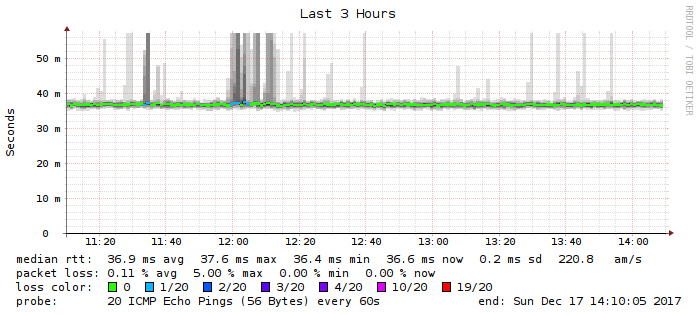 Last 3 Hours
RRDTOOL / TOBI OETIKER
Seconds
50 m
40 m
30 m
20 m
10 m
0
11:20 11:40 12:00 12:20 12:40 13:00 13:20 13:40 14:00
median rtt: 36.9 ms avg 37.6 ms max 36.4 ms min 36.6 ms now 0.2 ms sd 220.8 am/s
packet loss: 0.11 % avg 5.00 % max 0.00 % min 0.00 % now
loss color: 0 1/20 2/20 3/20 4/20 10/20 19/20
probe: 20 ICMP Echo Pings (56 Bytes) every 60s end: Sun Dec 17 14:10:05 2017